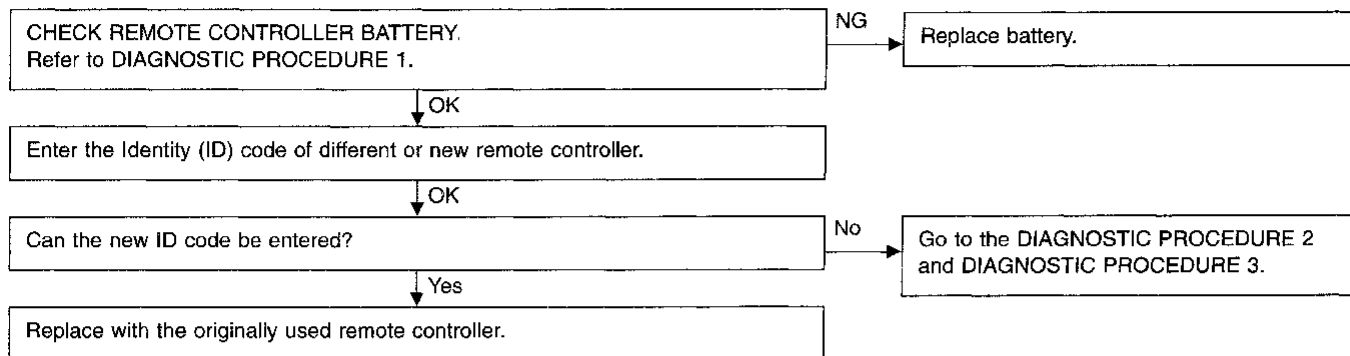 CHECK REMOTE CONTROLLER BATTERY.
Refer to DIAGNOSTIC PROCEDURE 1.
NG
Replace battery.
OK
Enter the Identity (ID) code of different or new remote controller.
OK
Can the new ID code be entered?
No
Go to the DIAGNOSTIC PROCEDURE 2
and DIAGNOSTIC PROCEDURE 3.
Yes
Replace with the originally used remote controller.